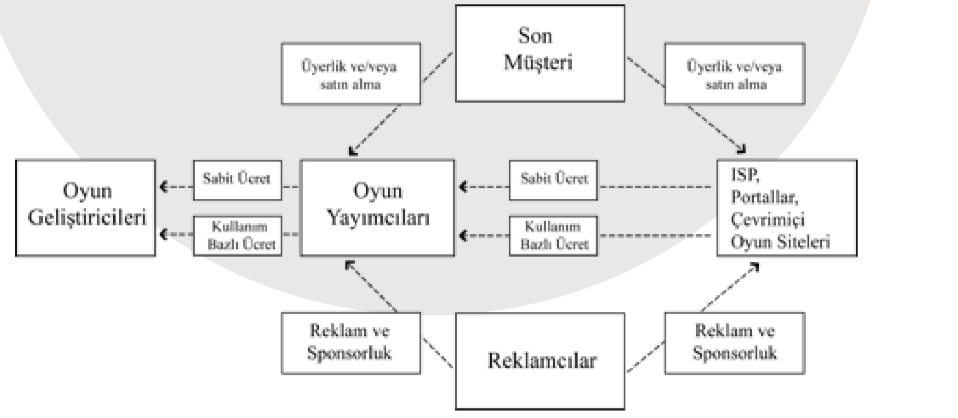 Son
Müşteri
Üyerlik ve/veya
satın alma
Üyerlik ve/veya
satın alma
Oyun
Geliştiricileri
Sabit Ücret
Kullanım
Bazlı Ücret
Oyun
Yayımcıları
Sabit Ücret
Kullanım
Bazlı Ücret
ISP,
Portallar,
Çevrimiçi
Oyun Siteleri
Reklam ve
Sponsorluk
Reklamcılar
Reklam ve
Sponsorluk